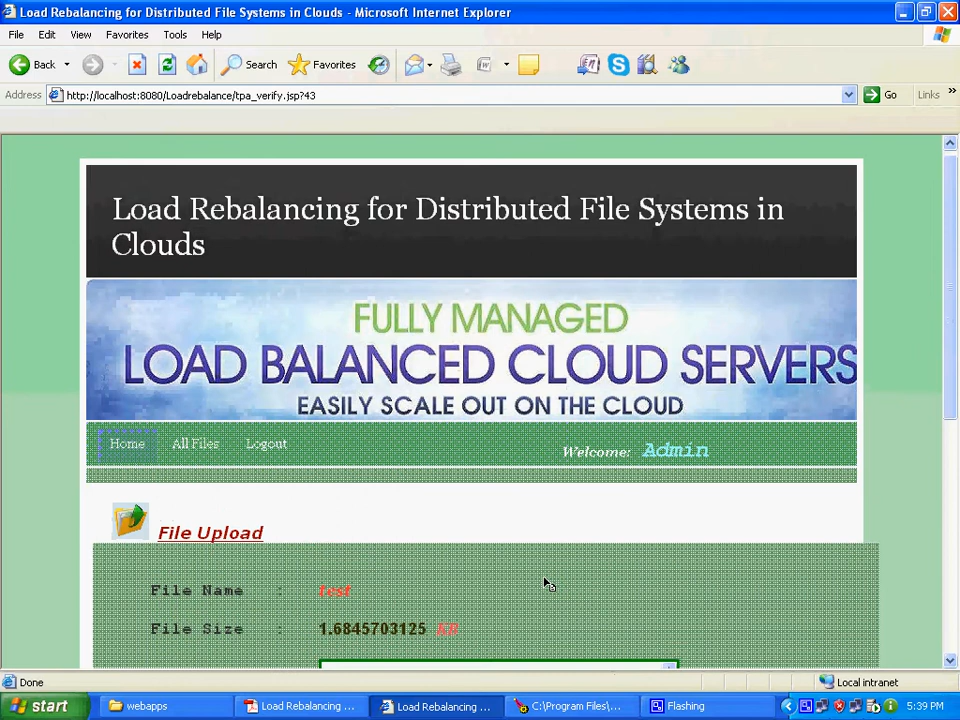 Load Rebalancing for Distributed File Systems in Clouds - Microsoft Internet Explorer
File Edit View Favorites Tools Help
Back Search Favorites
Address http://localhost:8080/Loadrebalance/tpa_verify.jsp?43 Go Links »
Load Rebalancing for Distributed File Systems in
Clouds
FULLY MANAGED
LOAD BALANCED CLOUD SERVERS
EASILY SCALE OUT ON THE CLOUD
Home All Files Logout Welcome: Admin
File Upload
File Name : test
File Size : 1.6845703125 KB
Done Local intranet
start webapps Load Rebalancing ... Load Rebalancing ... C:\Program Files\... Flashing 5:39 PM